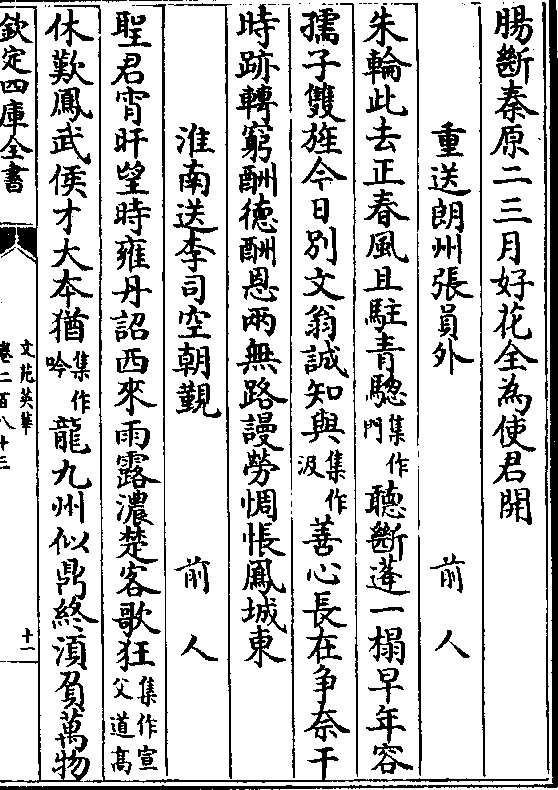 腸斷秦原二三月好花全為使君開
重送朗州張員外 前人
朱輪此去正春風且駐青驄集作門聽斷蓬一榻早年容
孺子雙旌今日別文翁誠知與集作汲善心長在争奈干
時跡轉窮酬德酬恩兩無路謾勞惆悵鳳城東
淮南送李司空朝覲 前人
聖君宵旰望時雍丹詔西來雨露濃楚客歌狂集作宣父道髙
休歎鳳武侯才大本猶集作吟龍九州似鼎終湏負萬物
欽定四庫全書
文苑英華
卷二百八十三
十一